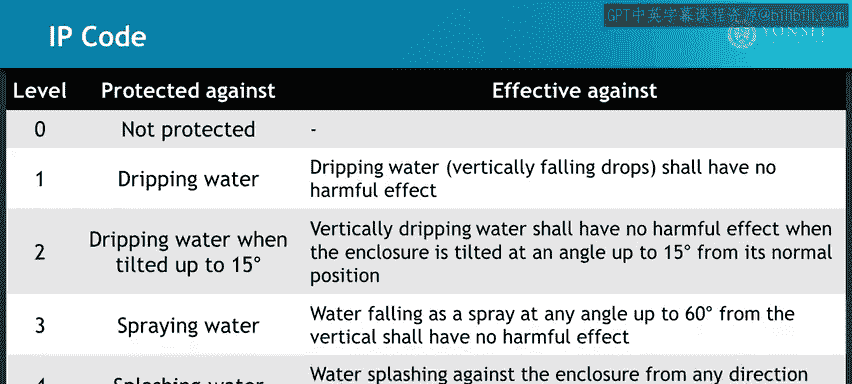 GPT中英字幕课程资源@bilibili.com
IP Code
YONSEI
Level Protected against Effective against
0 Not protected -
1 Dripping water Dripping water (vertically falling drops) shall have no
harmful effect
2 Dripping water when
tilted up to 15° Vertically dripping water shall have no harmful effect when
the enclosure is tilted at an angle up to 15° from its normal
position
3 Spraying water Water falling as a spray at any angle up to 60° from the
vertical shall have no harmful effect
4 Splashing water Water splashing against the enclosure from any direction